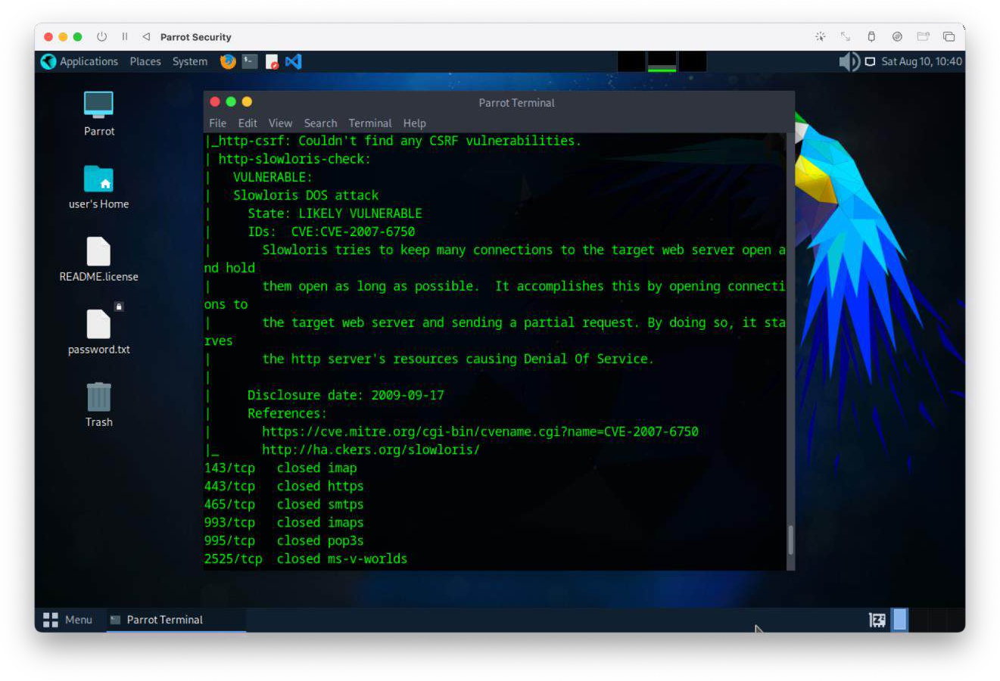 Parrot Security
Applications Places System
Sat Aug 10, 10:40
Parrot
user's Home
README.license
password.txt
Trash
Parrot Terminal
File Edit View Search Terminal Help
|_http-csrf: Couldn't find any CSRF vulnerabilities.
| http-slowloris-check:
|   VULNERABLE:
|   Slowloris DOS attack
|     State: LIKELY VULNERABLE
|     IDs:  CVE:CVE-2007-6750
|       Slowloris tries to keep many connections to the target web server open a
nd hold
|       them open as long as possible.  It accomplishes this by opening connecti
ons to
|       the target web server and sending a partial request. By doing so, it sta
rves
|       the http server's resources causing Denial Of Service.
|
|     Disclosure date: 2009-09-17
|     References:
|       https://cve.mitre.org/cgi-bin/cvename.cgi?name=CVE-2007-6750
|_      http://ha.ckers.org/slowloris/
143/tcp   closed imap
443/tcp   closed https
465/tcp   closed smtps
993/tcp   closed imaps
995/tcp   closed pop3s
2525/tcp  closed ms-v-worlds
Menu
Parrot Terminal